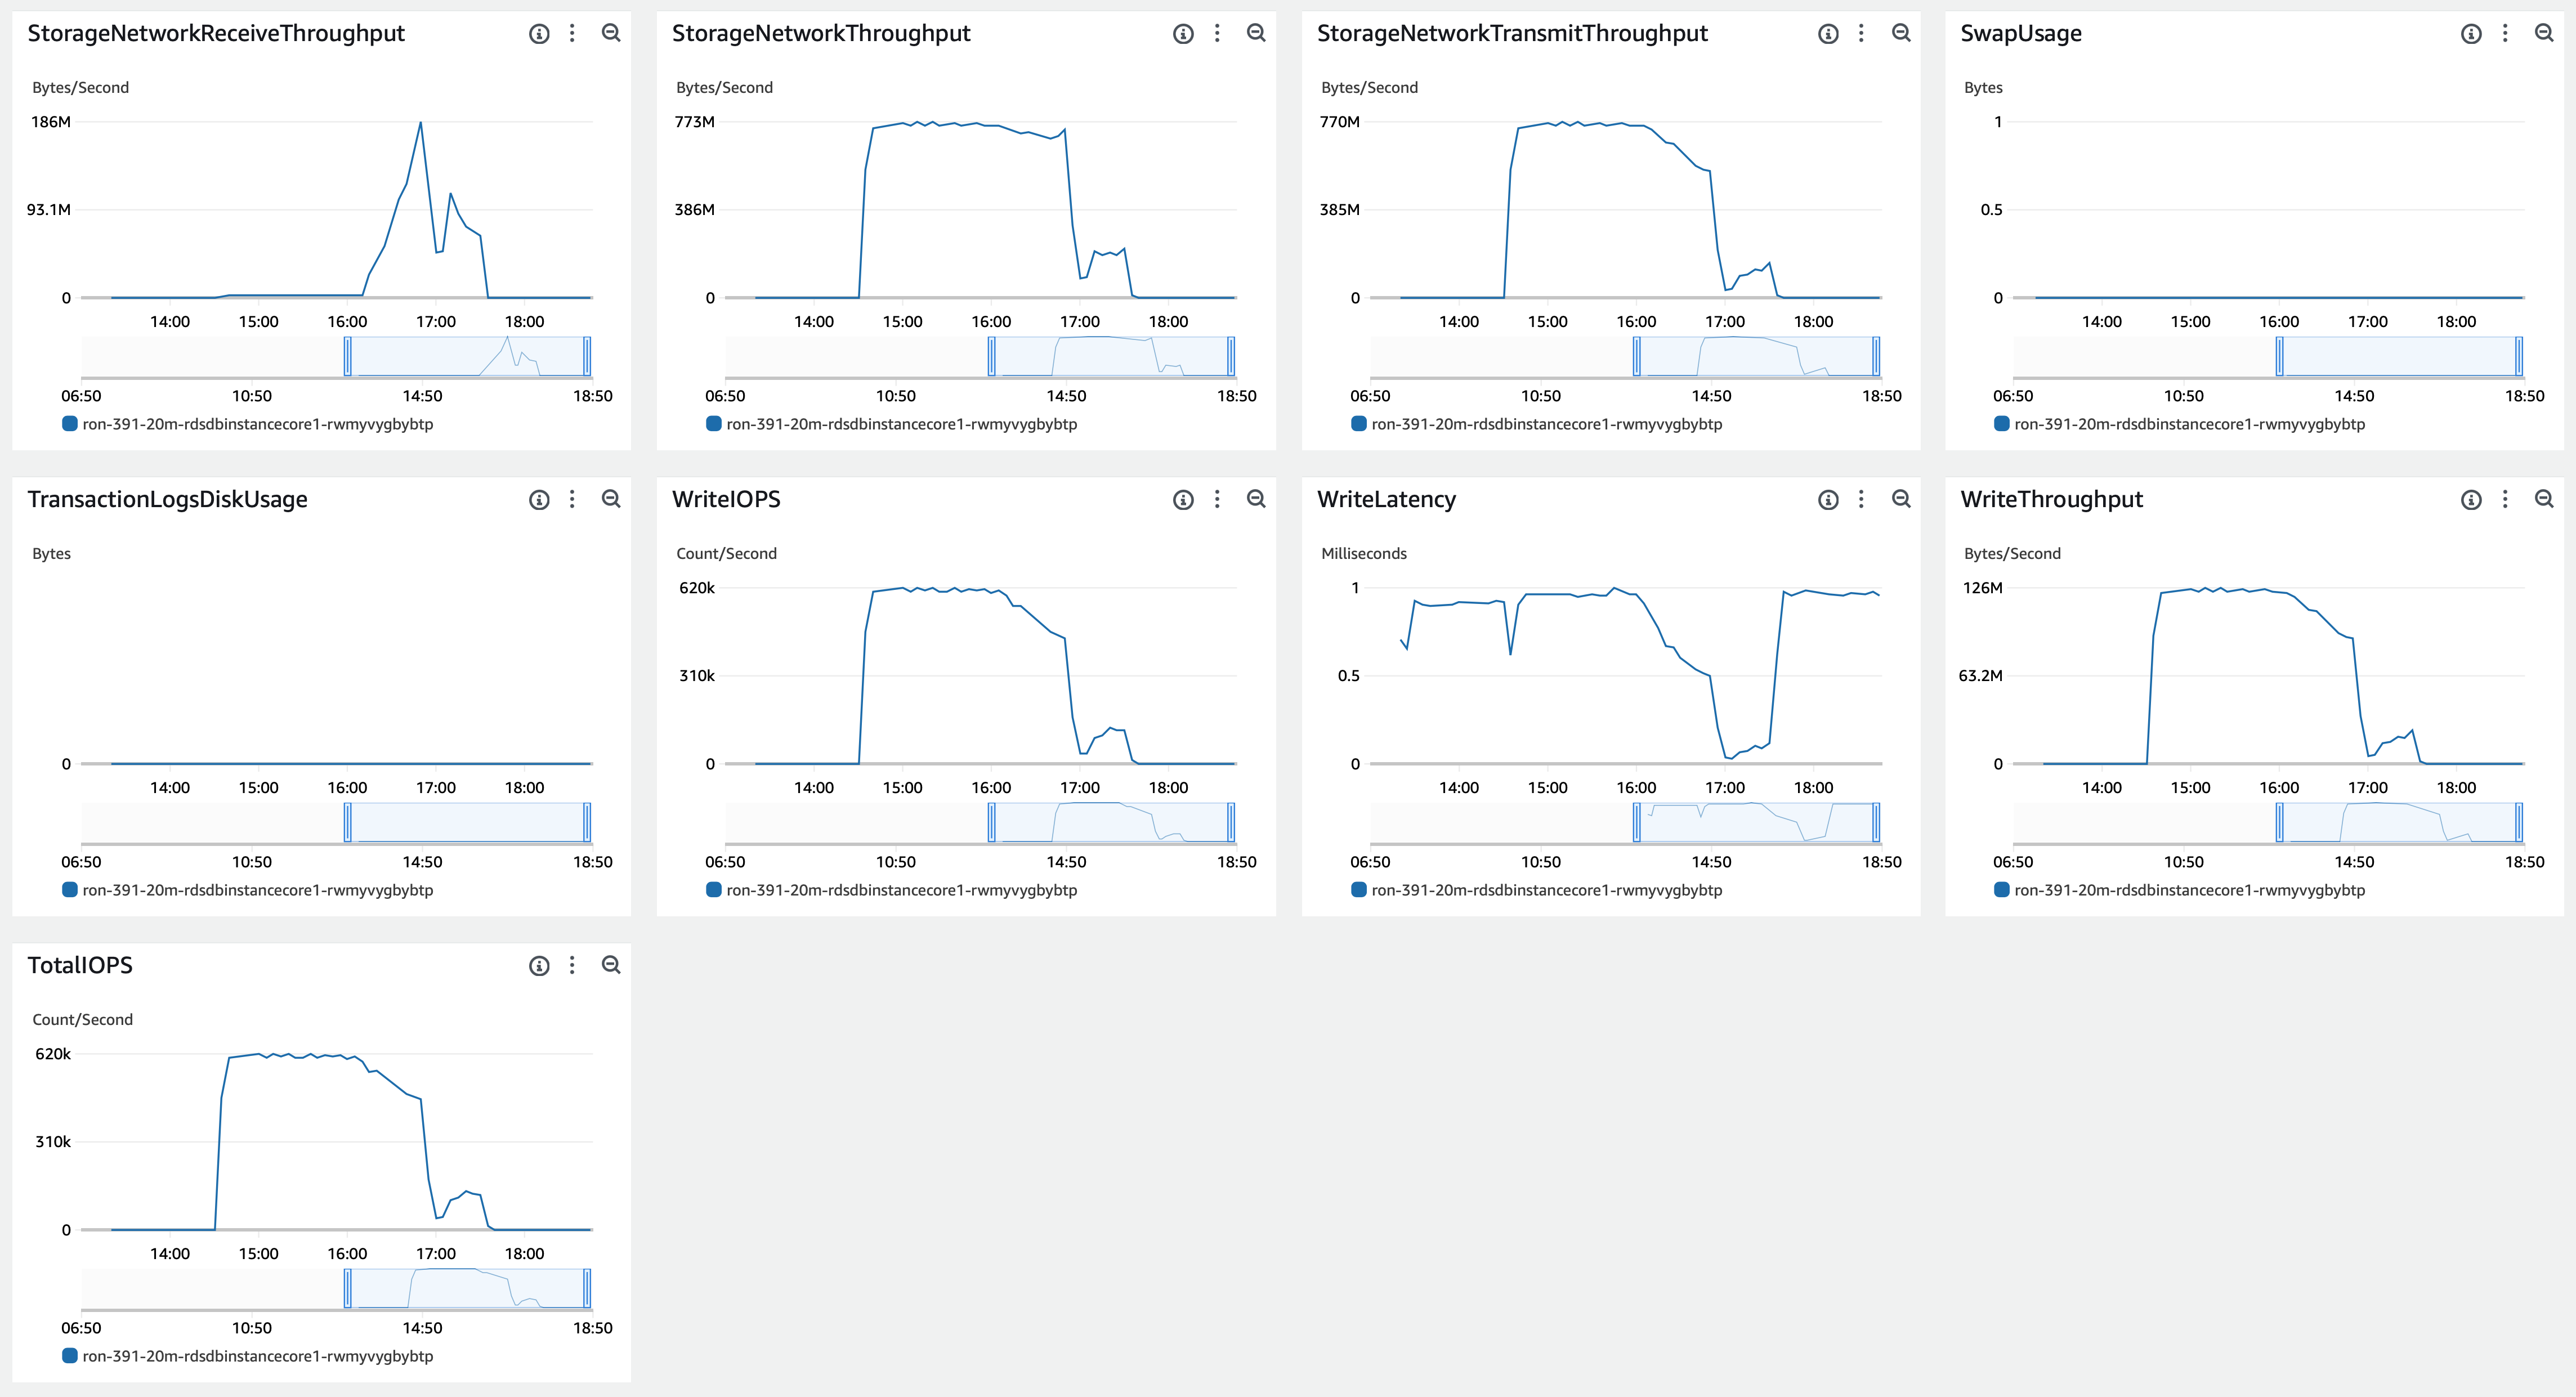 StorageNetworkReceiveThroughput
Bytes/Second
186M
93.1M
0
14:00 15:00 16:00 17:00 18:00
06:50 10:50 14:50 18:50
ron-391-20m-rdsdbinstancecore1-rwmyvygbybtp
StorageNetworkThroughput
Bytes/Second
773M
386M
0
14:00 15:00 16:00 17:00 18:00
06:50 10:50 14:50 18:50
ron-391-20m-rdsdbinstancecore1-rwmyvygbybtp
StorageNetworkTransmitThroughput
Bytes/Second
770M
385M
0
14:00 15:00 16:00 17:00 18:00
06:50 10:50 14:50 18:50
ron-391-20m-rdsdbinstancecore1-rwmyvygbybtp
SwapUsage
Bytes
1
0.5
0
14:00 15:00 16:00 17:00 18:00
06:50 10:50 14:50 18:50
ron-391-20m-rdsdbinstancecore1-rwmyvygbybtp
TransactionLogsDiskUsage
Bytes
0
14:00 15:00 16:00 17:00 18:00
06:50 10:50 14:50 18:50
ron-391-20m-rdsdbinstancecore1-rwmyvygbybtp
WriteIOPS
Count/Second
620k
310k
0
14:00 15:00 16:00 17:00 18:00
06:50 10:50 14:50 18:50
ron-391-20m-rdsdbinstancecore1-rwmyvygbybtp
WriteLatency
Milliseconds
1
0.5
0
14:00 15:00 16:00 17:00 18:00
06:50 10:50 14:50 18:50
ron-391-20m-rdsdbinstancecore1-rwmyvygbybtp
WriteThroughput
Bytes/Second
126M
63.2M
0
14:00 15:00 16:00 17:00 18:00
06:50 10:50 14:50 18:50
ron-391-20m-rdsdbinstancecore1-rwmyvygbybtp
TotalIOPS
Count/Second
620k
310k
0
14:00 15:00 16:00 17:00 18:00
06:50 10:50 14:50 18:50
ron-391-20m-rdsdbinstancecore1-rwmyvygbybtp